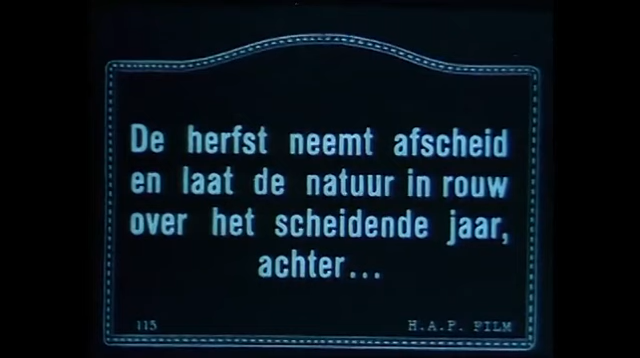 De herfst neemt afscheid
en laat de natuur in rouw
over het scheidende jaar,
achter...
115
H.A.P. FILM